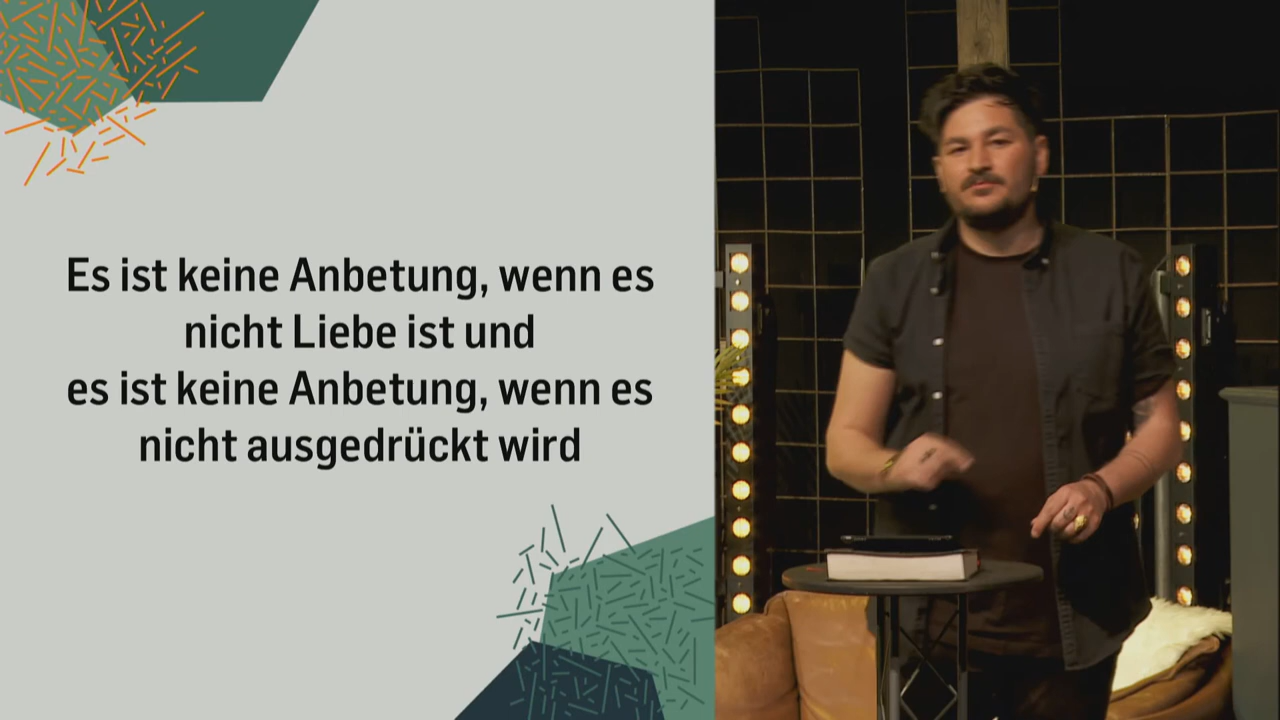 Es ist keine Anbetung, wenn es
nicht Liebe ist und
es ist keine Anbetung, wenn es
nicht ausgedrückt wird